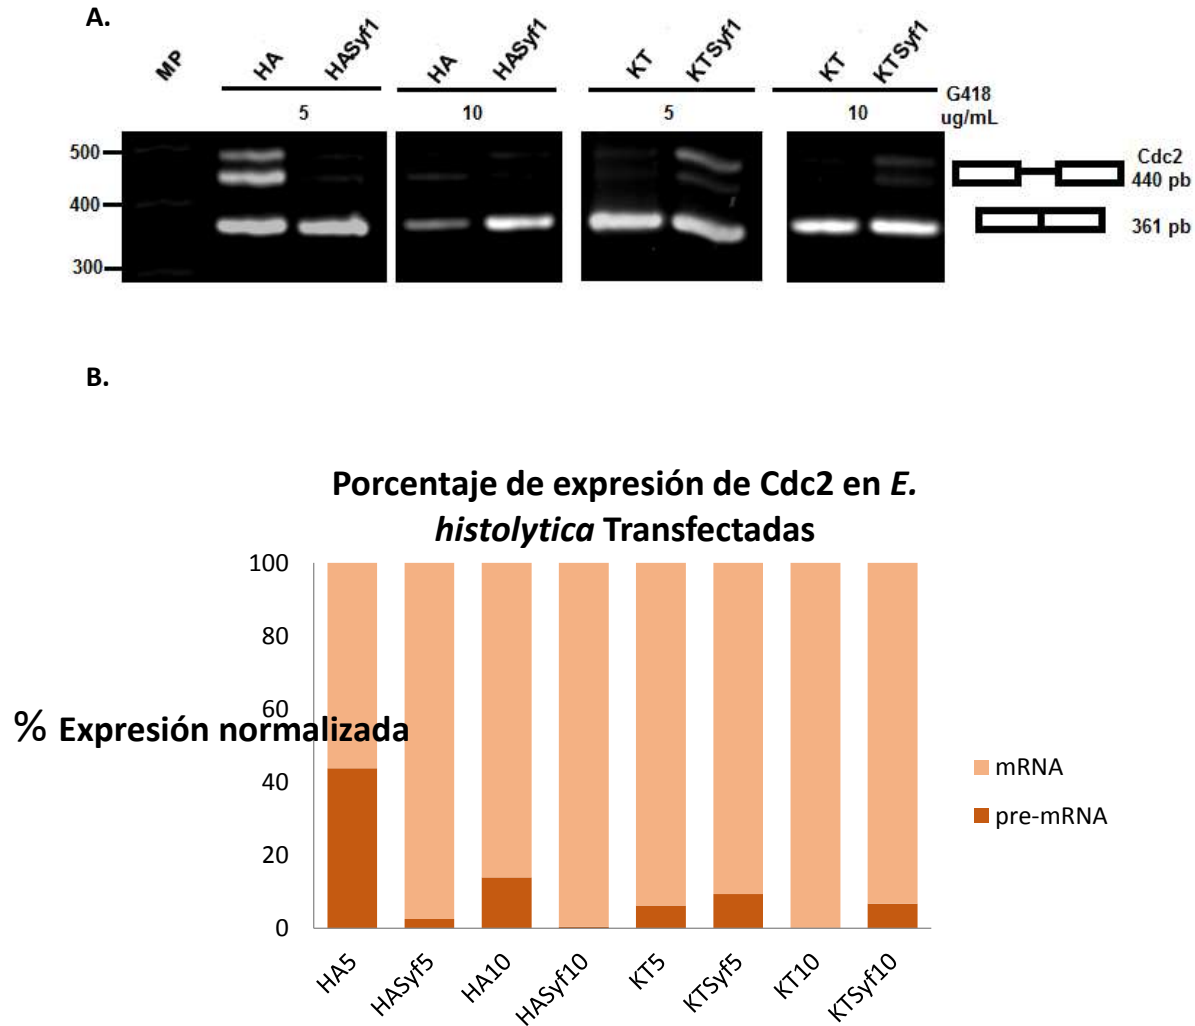 A.
MP
HA
HASyf1
HA
HASyf1
KT
KTSyf1
KT
KTSyf1
5
10
5
10
G418
ug/mL
500
400
300
Cdc2
440 pb
361 pb
B.
Porcentaje de expresión de Cdc2 en E.
histolytica Transfectadas
% Expresión normalizada
100
80
60
40
20
0
HA5
HASyf5
HA10
HASyf10
KT5
KTSyf5
KT10
KTSyf10
mRNA
pre-mRNA